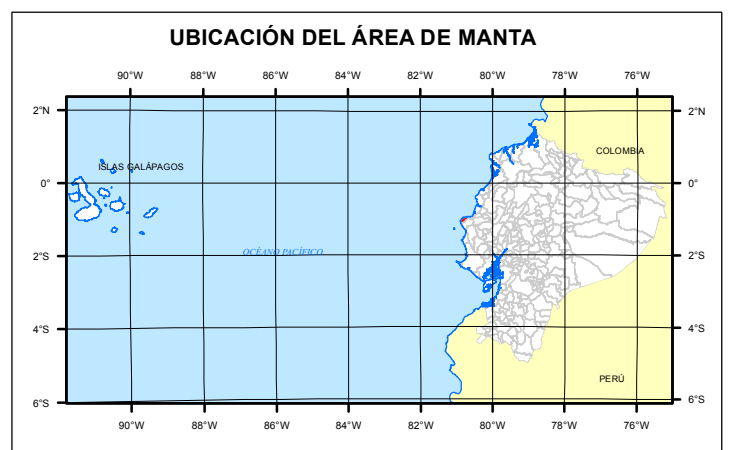 UBICACIÓN DEL ÁREA DE MANTA
90°W 88°W 86°W 84°W 82°W 80°W 78°W 76°W
2°N 2°N
COLOMBIA
ISLAS GALÁPAGOS
0° 0°
OCÉANO PACÍFICO
2°S 2°S
4°S 4°S
PERÚ
6°S 6°S
90°W 88°W 86°W 84°W 82°W 80°W 78°W 76°W